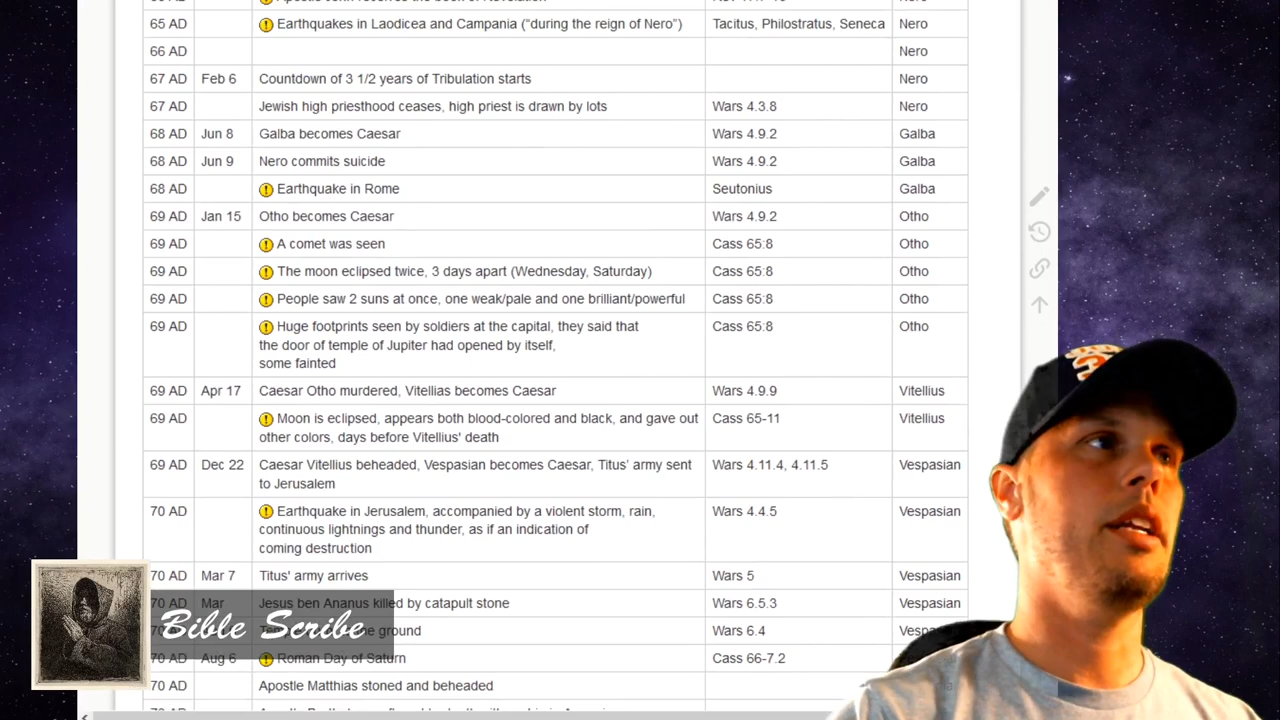 65 AD Earthquakes in Laodicea and Campania (“during the reign of Nero”) Tacitus, Philostratus, Seneca Nero
66 AD Nero
67 AD Feb 6 Countdown of 3 1/2 years of Tribulation starts Nero
67 AD Jewish high priesthood ceases, high priest is drawn by lots Wars 4.3.8 Nero
68 AD Jun 8 Galba becomes Caesar Wars 4.9.2 Galba
68 AD Jun 9 Nero commits suicide Wars 4.9.2 Galba
68 AD Earthquake in Rome Seutonius Galba
69 AD Jan 15 Otho becomes Caesar Wars 4.9.2 Otho
69 AD A comet was seen Cass 65:8 Otho
69 AD The moon eclipsed twice, 3 days apart (Wednesday, Saturday) Cass 65:8 Otho
69 AD People saw 2 suns at once, one weak/pale and one brilliant/powerful Cass 65:8 Otho
69 AD Huge footprints seen by soldiers at the capital, they said that Cass 65:8 Otho
the door of temple of Jupiter had opened by itself,
some fainted
69 AD Apr 17 Caesar Otho murdered, Vitellias becomes Caesar Wars 4.9.9 Vitellius
69 AD Moon is eclipsed, appears both blood-colored and black, and gave out Cass 65-11 Vitellius
other colors, days before Vitellius' death
69 AD Dec 22 Caesar Vitellius beheaded, Vespasian becomes Caesar, Titus' army sent Wars 4.11.4, 4.11.5 Vespasian
to Jerusalem
70 AD Earthquake in Jerusalem, accompanied by a violent storm, rain, Wars 4.4.5 Vespasian
continuous lightnings and thunder, as if an indication of
coming destruction
70 AD Mar 7 Titus' army arrives Wars 5 Vespasian
70 AD Mar Jesus ben Ananus killed by catapult stone Wars 6.5.3 Vespasian
ground Wars 6.4
Bible Scribe
70 AD Aug 6 Roman Day of Saturn Cass 66-7.2
70 AD Apostle Matthias stoned and beheaded